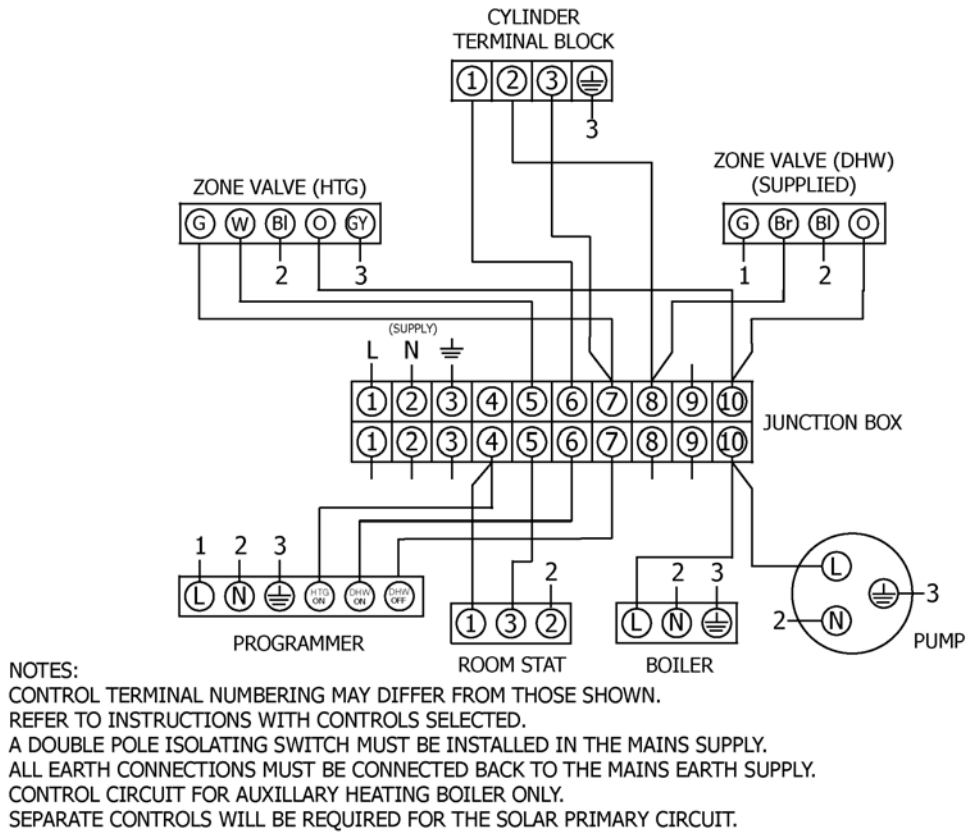 CYLINDER
TERMINAL BLOCK
1 2 3
3
ZONE VALVE (HTG)
G W Bl O GY
2 3
ZONE VALVE (DHW)
(SUPPLIED)
G Br Bl O
1 2
(SUPPLY)
L N
1 2 3 4 5 6 7 8 9 10
1 2 3 4 5 6 7 8 9 10
JUNCTION BOX
1 2 3
L N HTG ON DHW ON DHW OFF
PROGRAMMER
2
1 3 2
ROOM STAT
2 3
L N
BOILER
L
3
2 N
PUMP
NOTES:
CONTROL TERMINAL NUMBERING MAY DIFFER FROM THOSE SHOWN.
REFER TO INSTRUCTIONS WITH CONTROLS SELECTED.
A DOUBLE POLE ISOLATING SWITCH MUST BE INSTALLED IN THE MAINS SUPPLY.
ALL EARTH CONNECTIONS MUST BE CONNECTED BACK TO THE MAINS EARTH SUPPLY.
CONTROL CIRCUIT FOR AUXILLARY HEATING BOILER ONLY.
SEPARATE CONTROLS WILL BE REQUIRED FOR THE SOLAR PRIMARY CIRCUIT.